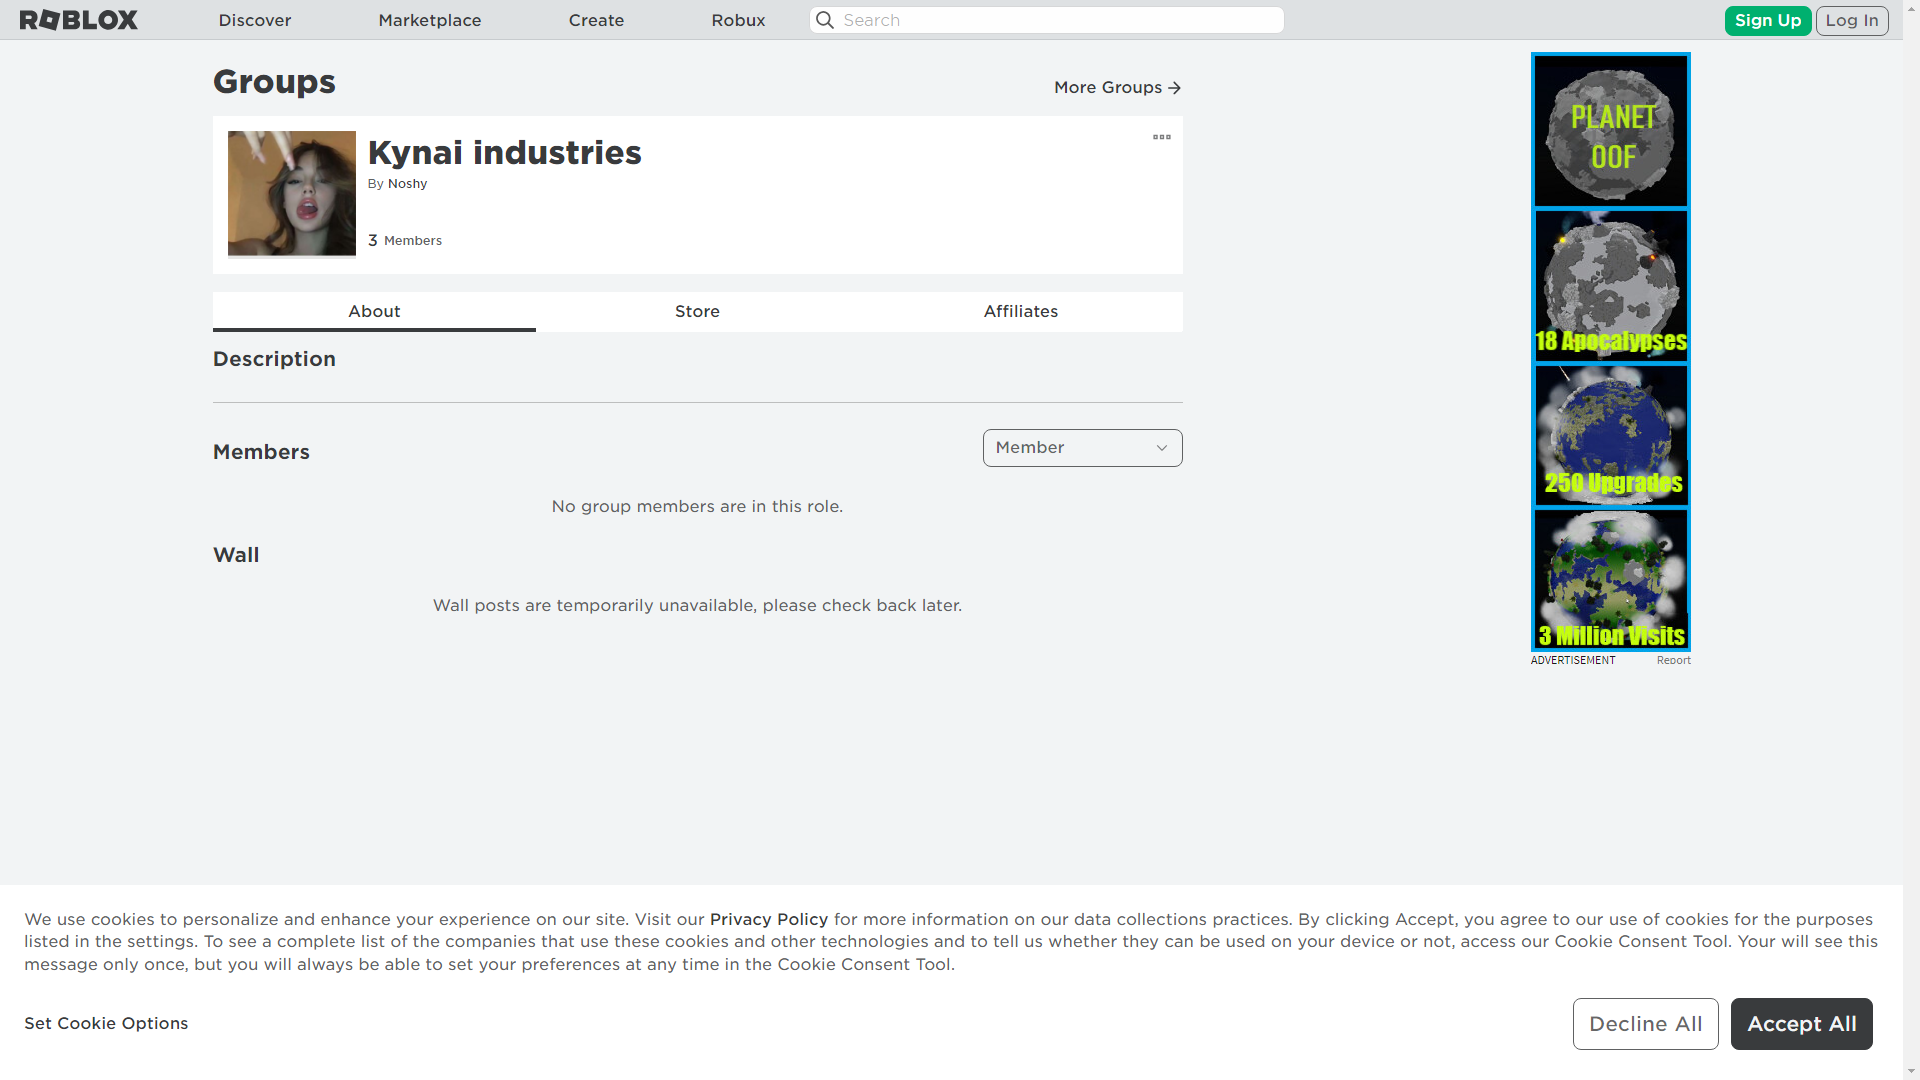 ROBLOX Discover Marketplace Create Robux Search Sign Up Log In
Groups
More Groups
Kynai industries
By Noshy
3 Members
About Store Affiliates
Description
Members
Member
No group members are in this role.
Wall
Wall posts are temporarily unavailable, please check back later.
PLANET
OOF
18 Apocalypses
250 Upgrades
3 Million Visits
ADVERTISEMENT Report
We use cookies to personalize and enhance your experience on our site. Visit our Privacy Policy for more information on our data collections practices. By clicking Accept, you agree to our use of cookies for the purposes
listed in the settings. To see a complete list of the companies that use these cookies and other technologies and to tell us whether they can be used on your device or not, access our Cookie Consent Tool. Your will see this
message only once, but you will always be able to set your preferences at any time in the Cookie Consent Tool.
Set Cookie Options
Decline All
Accept All